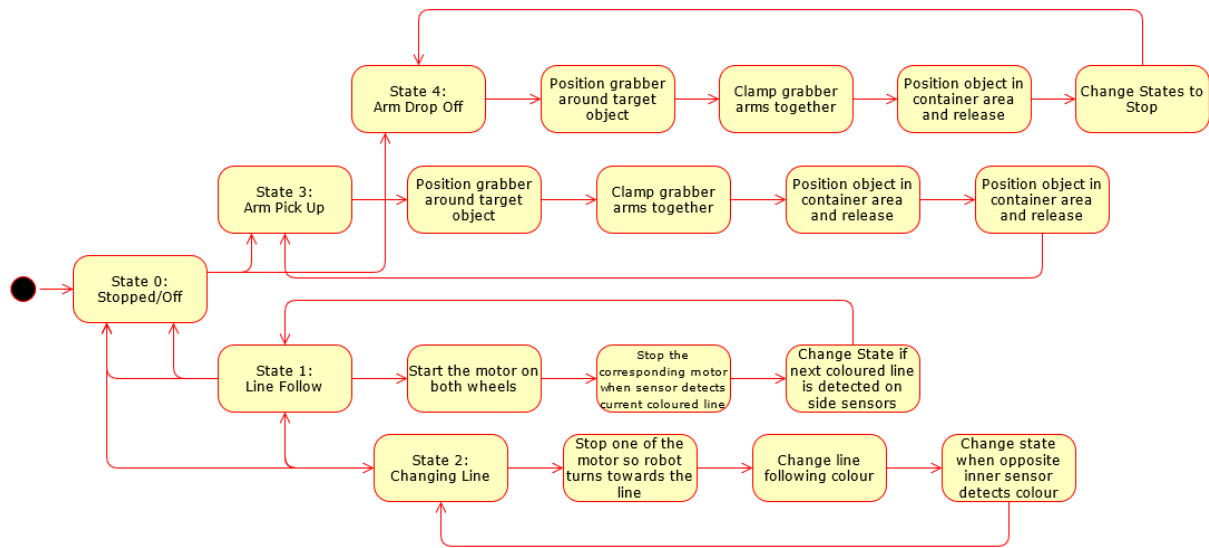 State 4:
Arm Drop Off
Position grabber
around target
object
Clamp grabber
arms together
Position object in
container area
and release
Change States to
Stop
State 3:
Arm Pick Up
Position grabber
around target
object
Clamp grabber
arms together
Position object in
container area
and release
Position object in
container area
and release
State 0:
Stopped/Off
State 1:
Line Follow
Start the motor on
both wheels
Stop the
corresponding motor
when sensor detects
current coloured line
Change State if
next coloured line
is detected on
side sensors
State 2:
Changing Line
Stop one of the
motor so robot
turns towards the
line
Change line
following colour
Change state
when opposite
inner sensor
detects colour